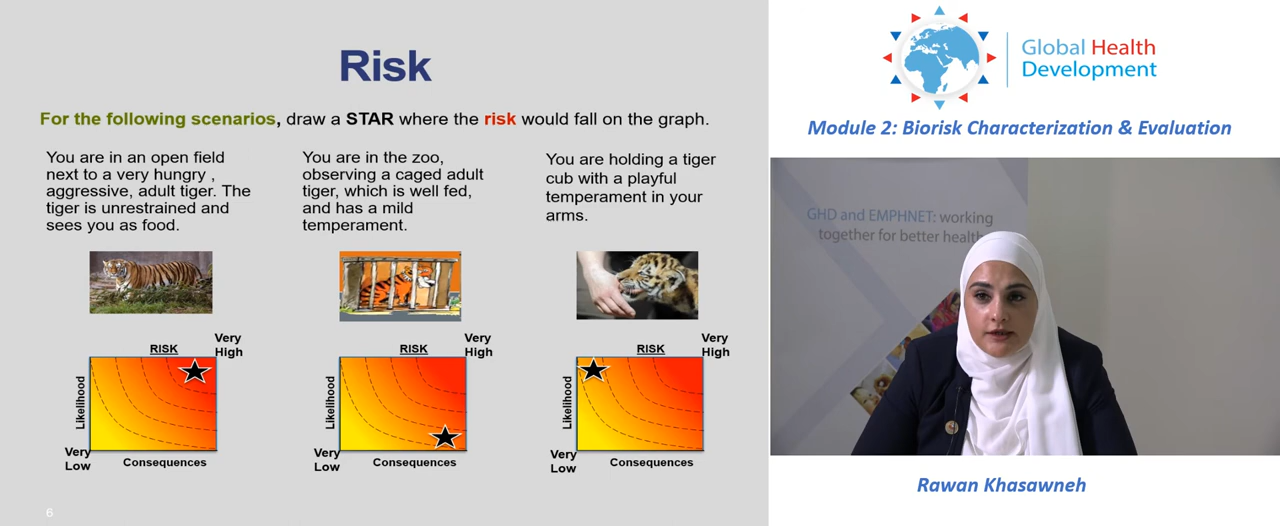 Risk
For the following scenarios, draw a STAR where the risk would fall on the graph.
You are in an open field
next to a very hungry ,
aggressive, adult tiger. The
tiger is unrestrained and
sees you as food.
You are in the zoo,
observing a caged adult
tiger, which is well fed,
and has a mild
temperament.
You are holding a tiger
cub with a playful
temperament in your
arms.
RISK
Very
High
Likelihood
Very
Low
Consequences
RISK
Very
High
Likelihood
Very
Low
Consequences
RISK
Very
High
Likelihood
Very
Low
Consequences
6
Global Health
Development
Module 2: Biorisk Characterization & Evaluation
GHD and EMPHNET: working
together for better health
Rawan Khasawneh